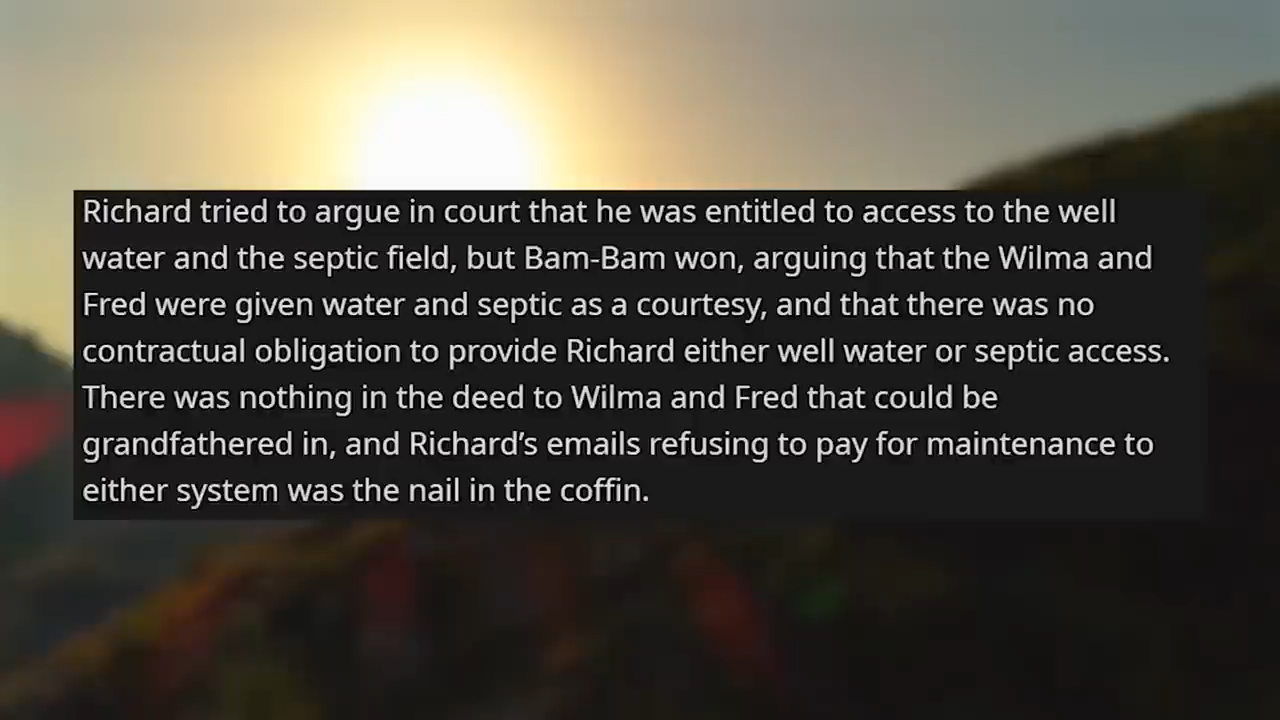 Richard tried to argue in court that he was entitled to access to the well
water and the septic field, but Bam-Bam won, arguing that the Wilma and
Fred were given water and septic as a courtesy, and that there was no
contractual obligation to provide Richard either well water or septic access.
There was nothing in the deed to Wilma and Fred that could be
grandfathered in, and Richard’s emails refusing to pay for maintenance to
either system was the nail in the coffin.